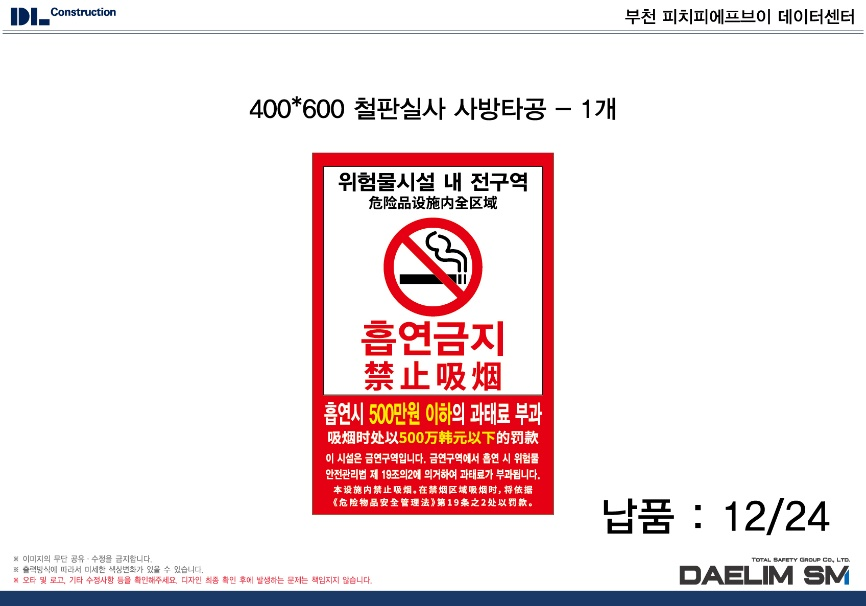 DL Construction
부천 피치피에프브이 데이터센터
400*600 철판실사 사방타공 - 1개
위험물시설 내 전구역
危险品设施内全区域
흡연금지
禁止吸烟
흡연시 500만원 이하의 과태료 부과
吸烟时处以500万韩元以下的罚款
이 시설은 금연구역입니다. 금연구역에서 흡연 시 위험물
안전관리법 제 19조의2에 의거하여 과태료가 부과됩니다.
本设施内禁止吸烟。在禁烟区域吸烟时, 将依据
《危险物品安全管理法》第19条之2处以罚款。
납품 : 12/24
※ 이미지의 무단 공유 · 수정을 금지합니다.
※ 출력방식에 따라서 미세한 색상변화가 있을 수 있습니다.
※ 오타 및 로고, 기타 수정사항 등을 확인해주세요. 디자인 최종 확인 후에 발생하는 문제는 책임지지 않습니다.
TOTAL SAFETY GROUP CO., LTD.
DAELIM SM